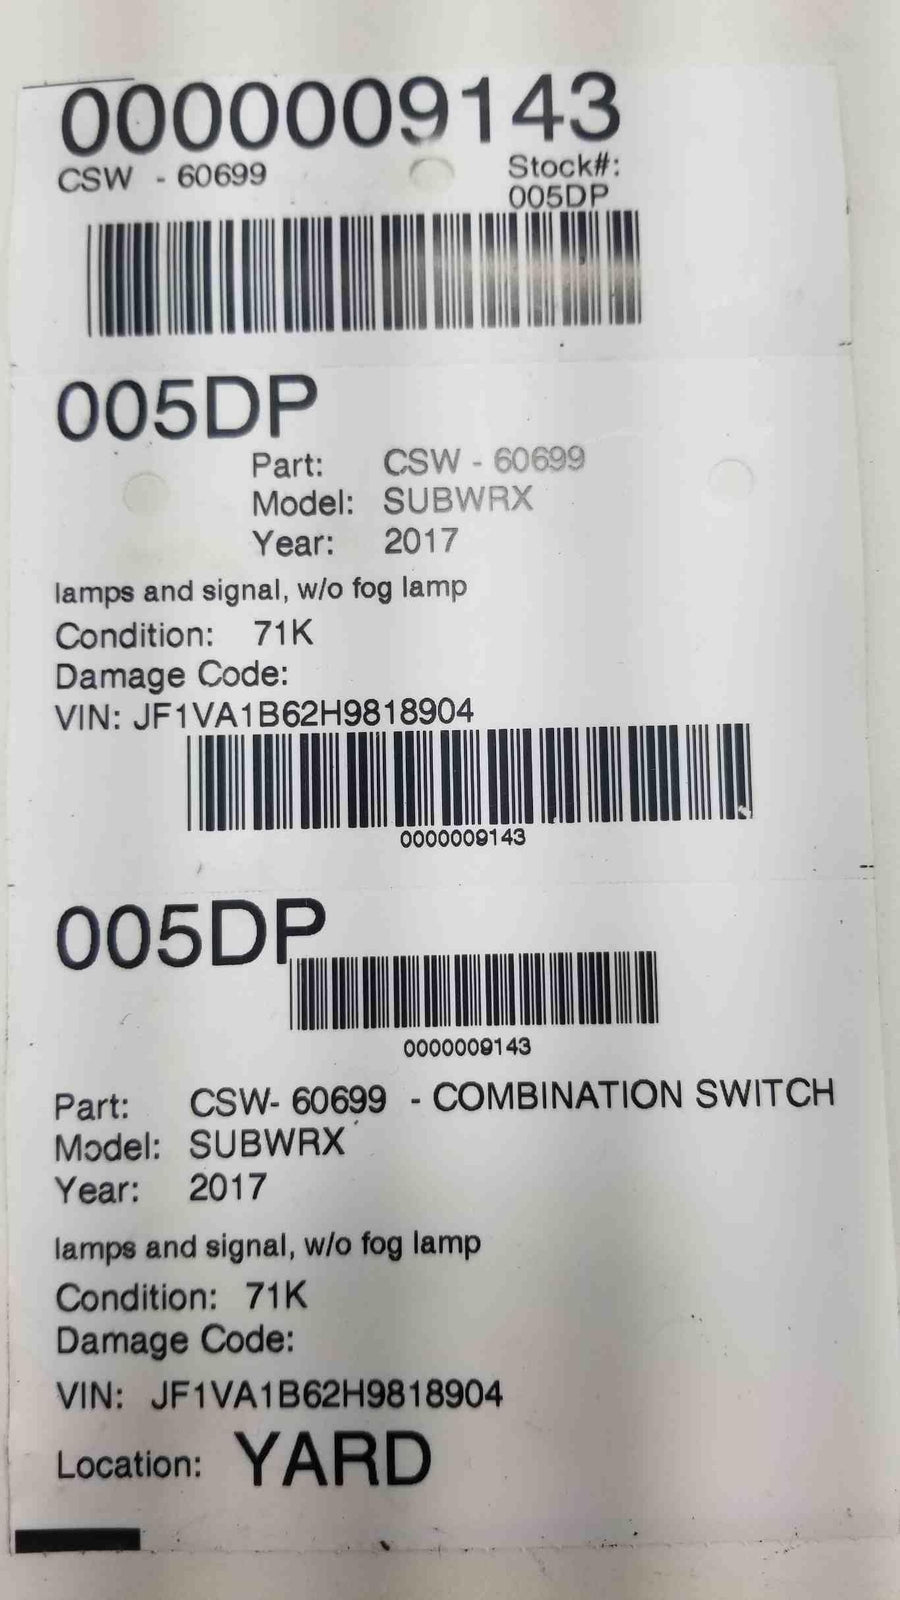 0000009143
CSW - 60699
Stock#:
005DP
005DP
Part: CSW - 60699
Model: SUBWRX
Year: 2017
lamps and signal, w/o fog lamp
Condition: 71K
Damage Code:
VIN: JF1VA1B62H9818904
0000009143
005DP
0000009143
Part: CSW- 60699 - COMBINATION SWITCH
Model: SUBWRX
Year: 2017
lamps and signal, w/o fog lamp
Condition: 71K
Damage Code:
VIN: JF1VA1B62H9818904
Location: YARD